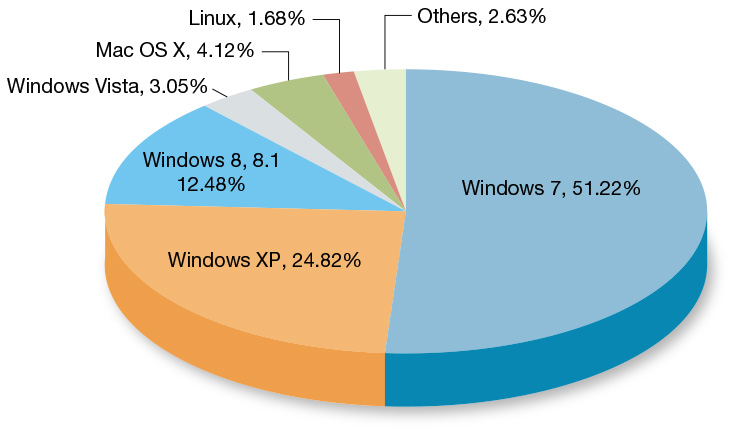 Linux, 1.68%
Others, 2.63%
Mac OS X, 4.12%
Windows Vista, 3.05%
Windows 8, 8.1
12.48%
Windows 7, 51.22%
Windows XP, 24.82%